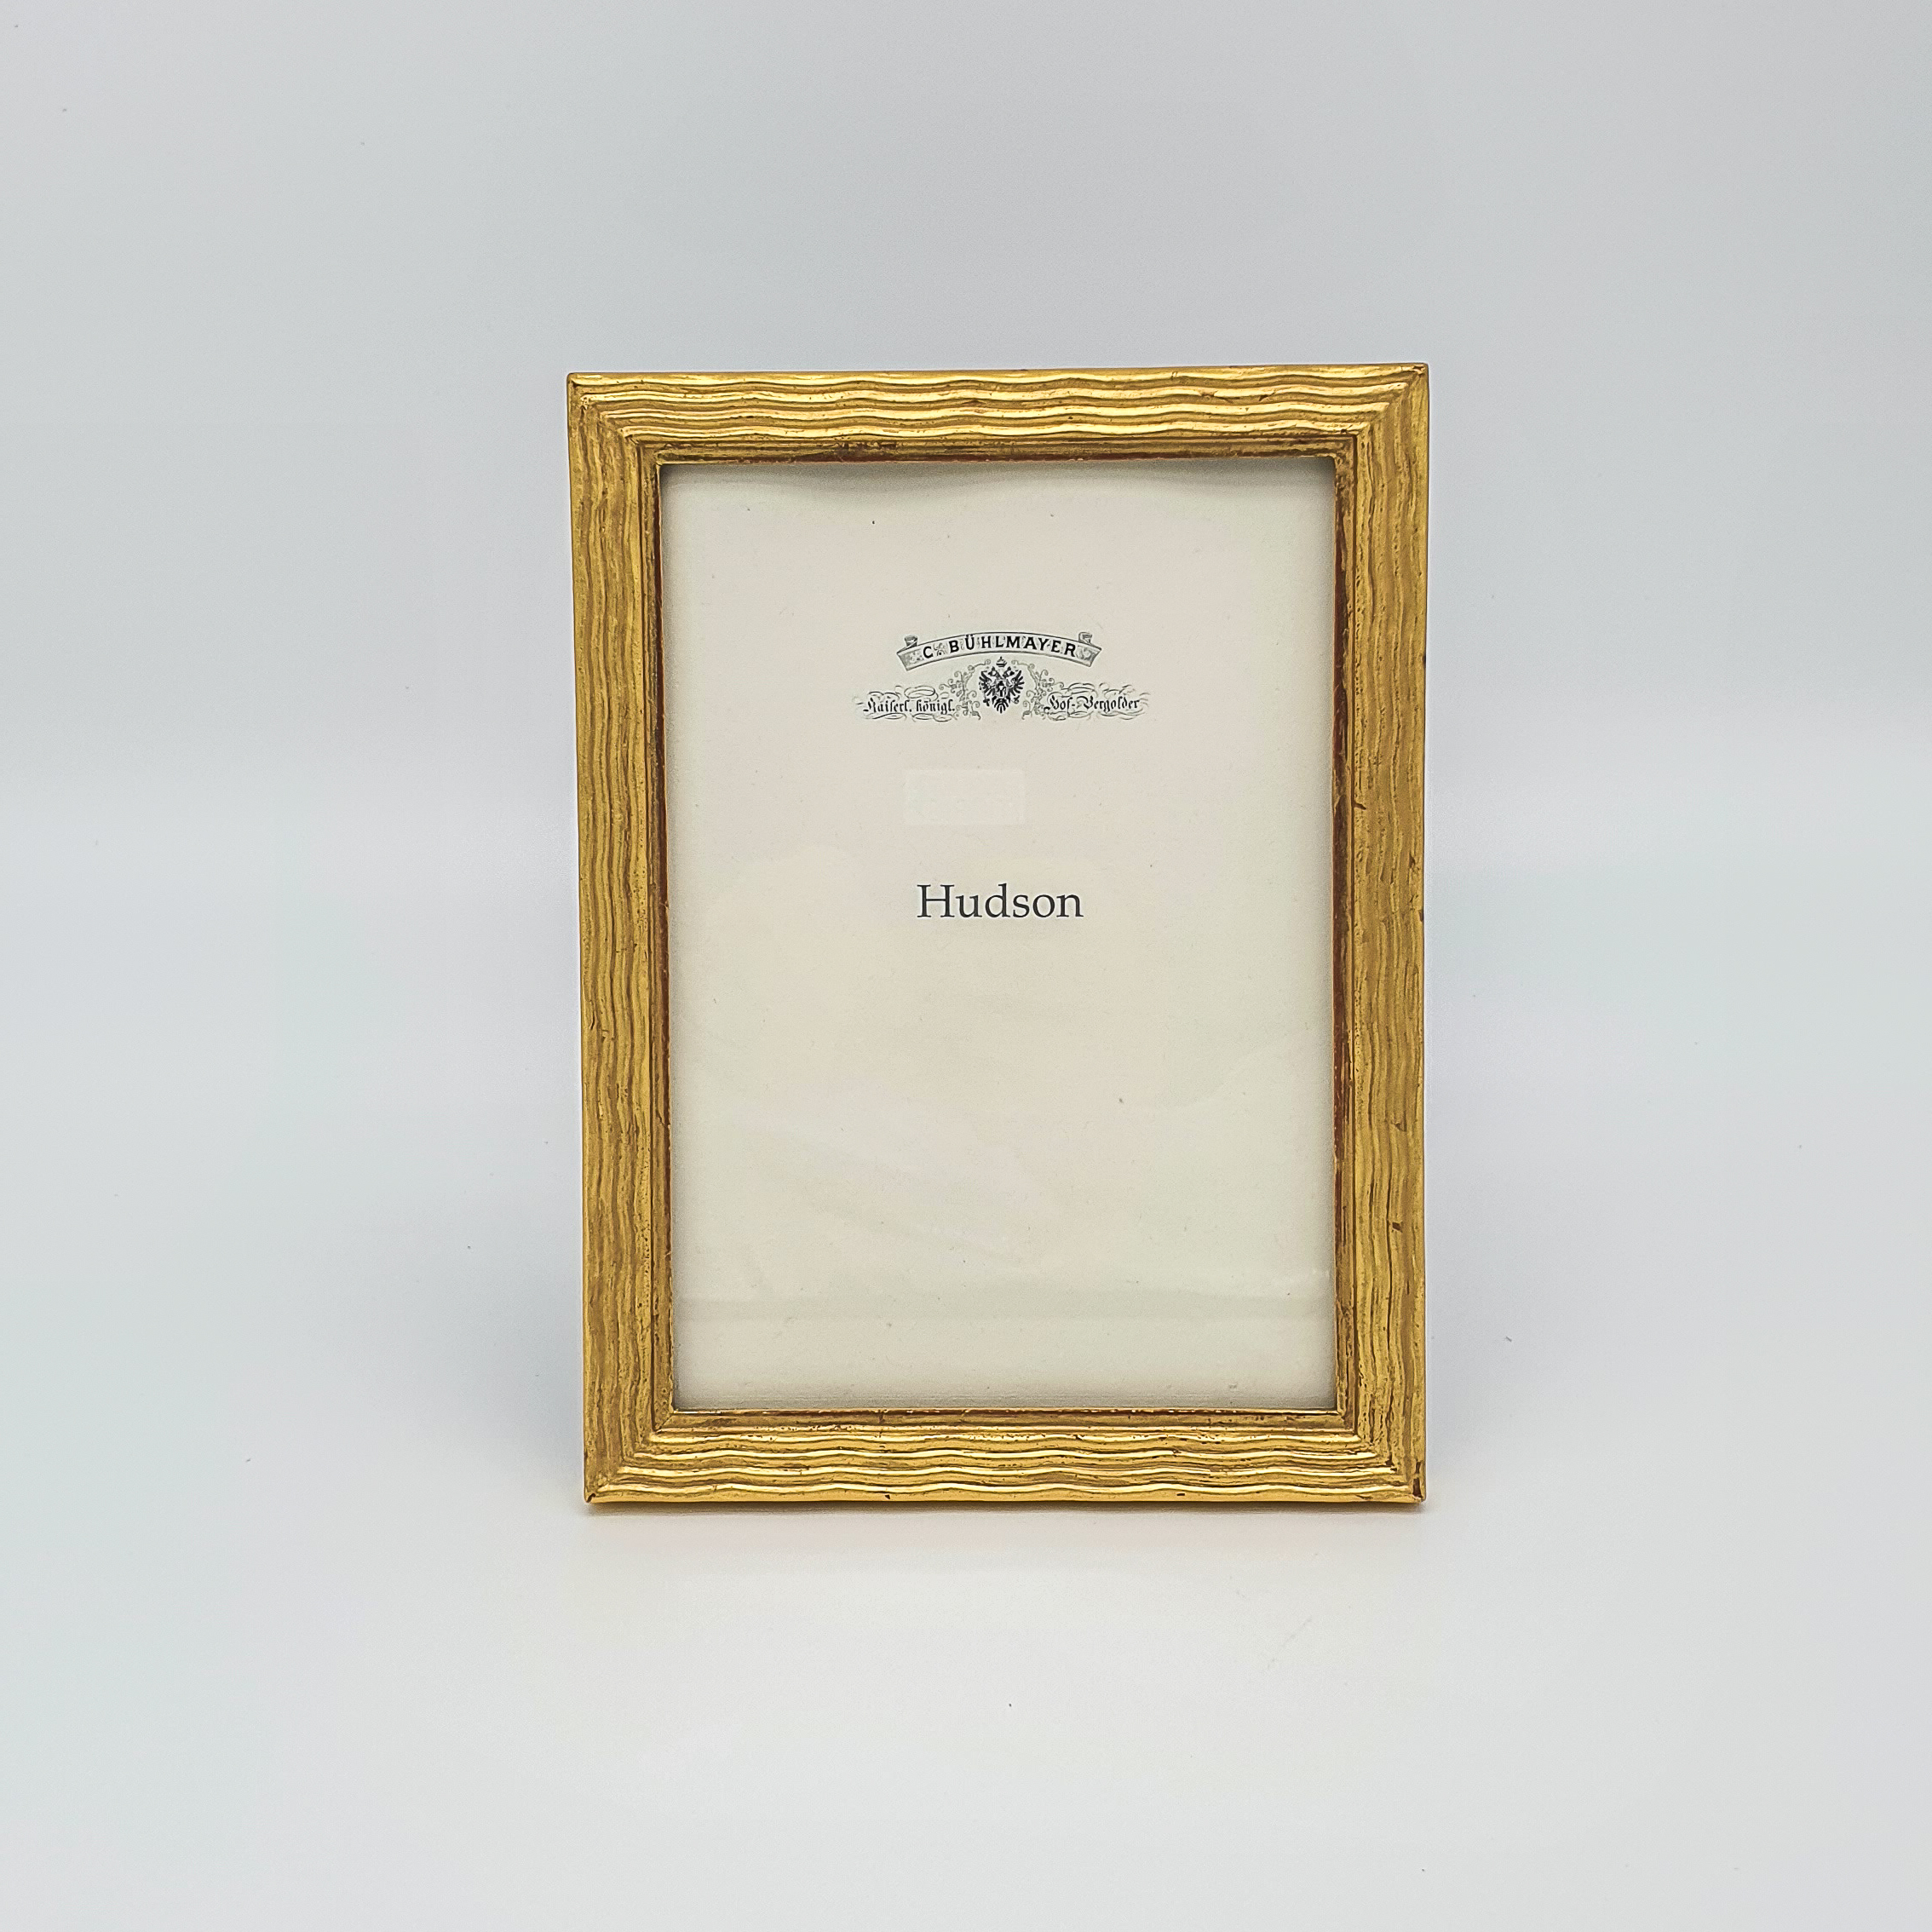 C. BÜHLMAYER
Kaiserl. königl. Hof-Vergolder
Hudson